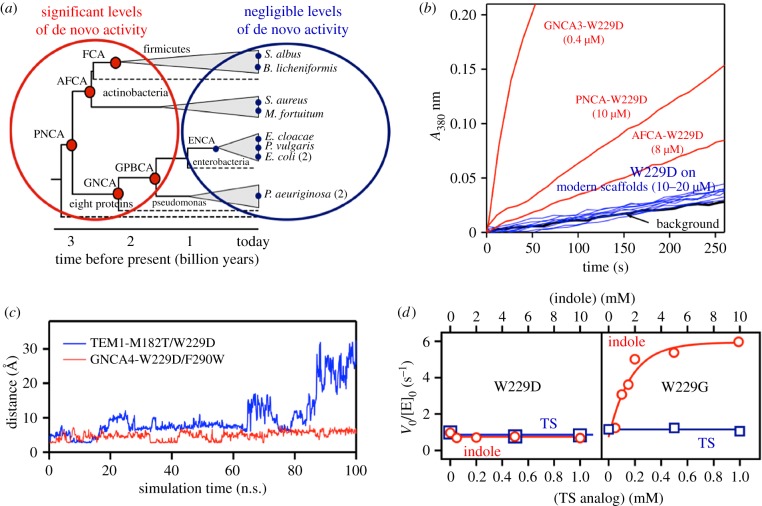 (a)
significant levels
of de novo activity
negligible levels
of de novo activity
FCA
firmicutes
S. albus
B. licheniformis
AFCA
actinobacteria
S. aureus
M. fortuitum
PNCA
ENCA
E. cloacae
P. vulgaris
E. coli (2)
enterobacteria
GPBCA
GNCA
eight proteins
pseudomonas
P. aeuriginosa (2)
3 2 1 today
time before present (billion years)
(b)
0.20
0.15
0.10
0.05
0
A380 nm
GNCA3-W229D
(0.4 µM)
PNCA-W229D
(10 µM)
AFCA-W229D
(8 µM)
W229D on
modern scaffolds (10–20 µM)
background
0 50 100 150 200 250
time (s)
(c)
TEM1-M182T/W229D
GNCA4-W229D/F290W
30
20
10
0
distance (Å)
0 20 40 60 80 100
simulation time (n.s.)
(d)
(indole) (mM)
0 2 4 6 8 10 0 2 4 6 8 10
6
4
2
0
V0/[E]0 (s−1)
W229D
TS
indole
indole
W229G
TS
0 0.2 0.4 0.6 0.8 1.0 0 0.2 0.4 0.6 0.8 1.0
(TS analog) (mM)